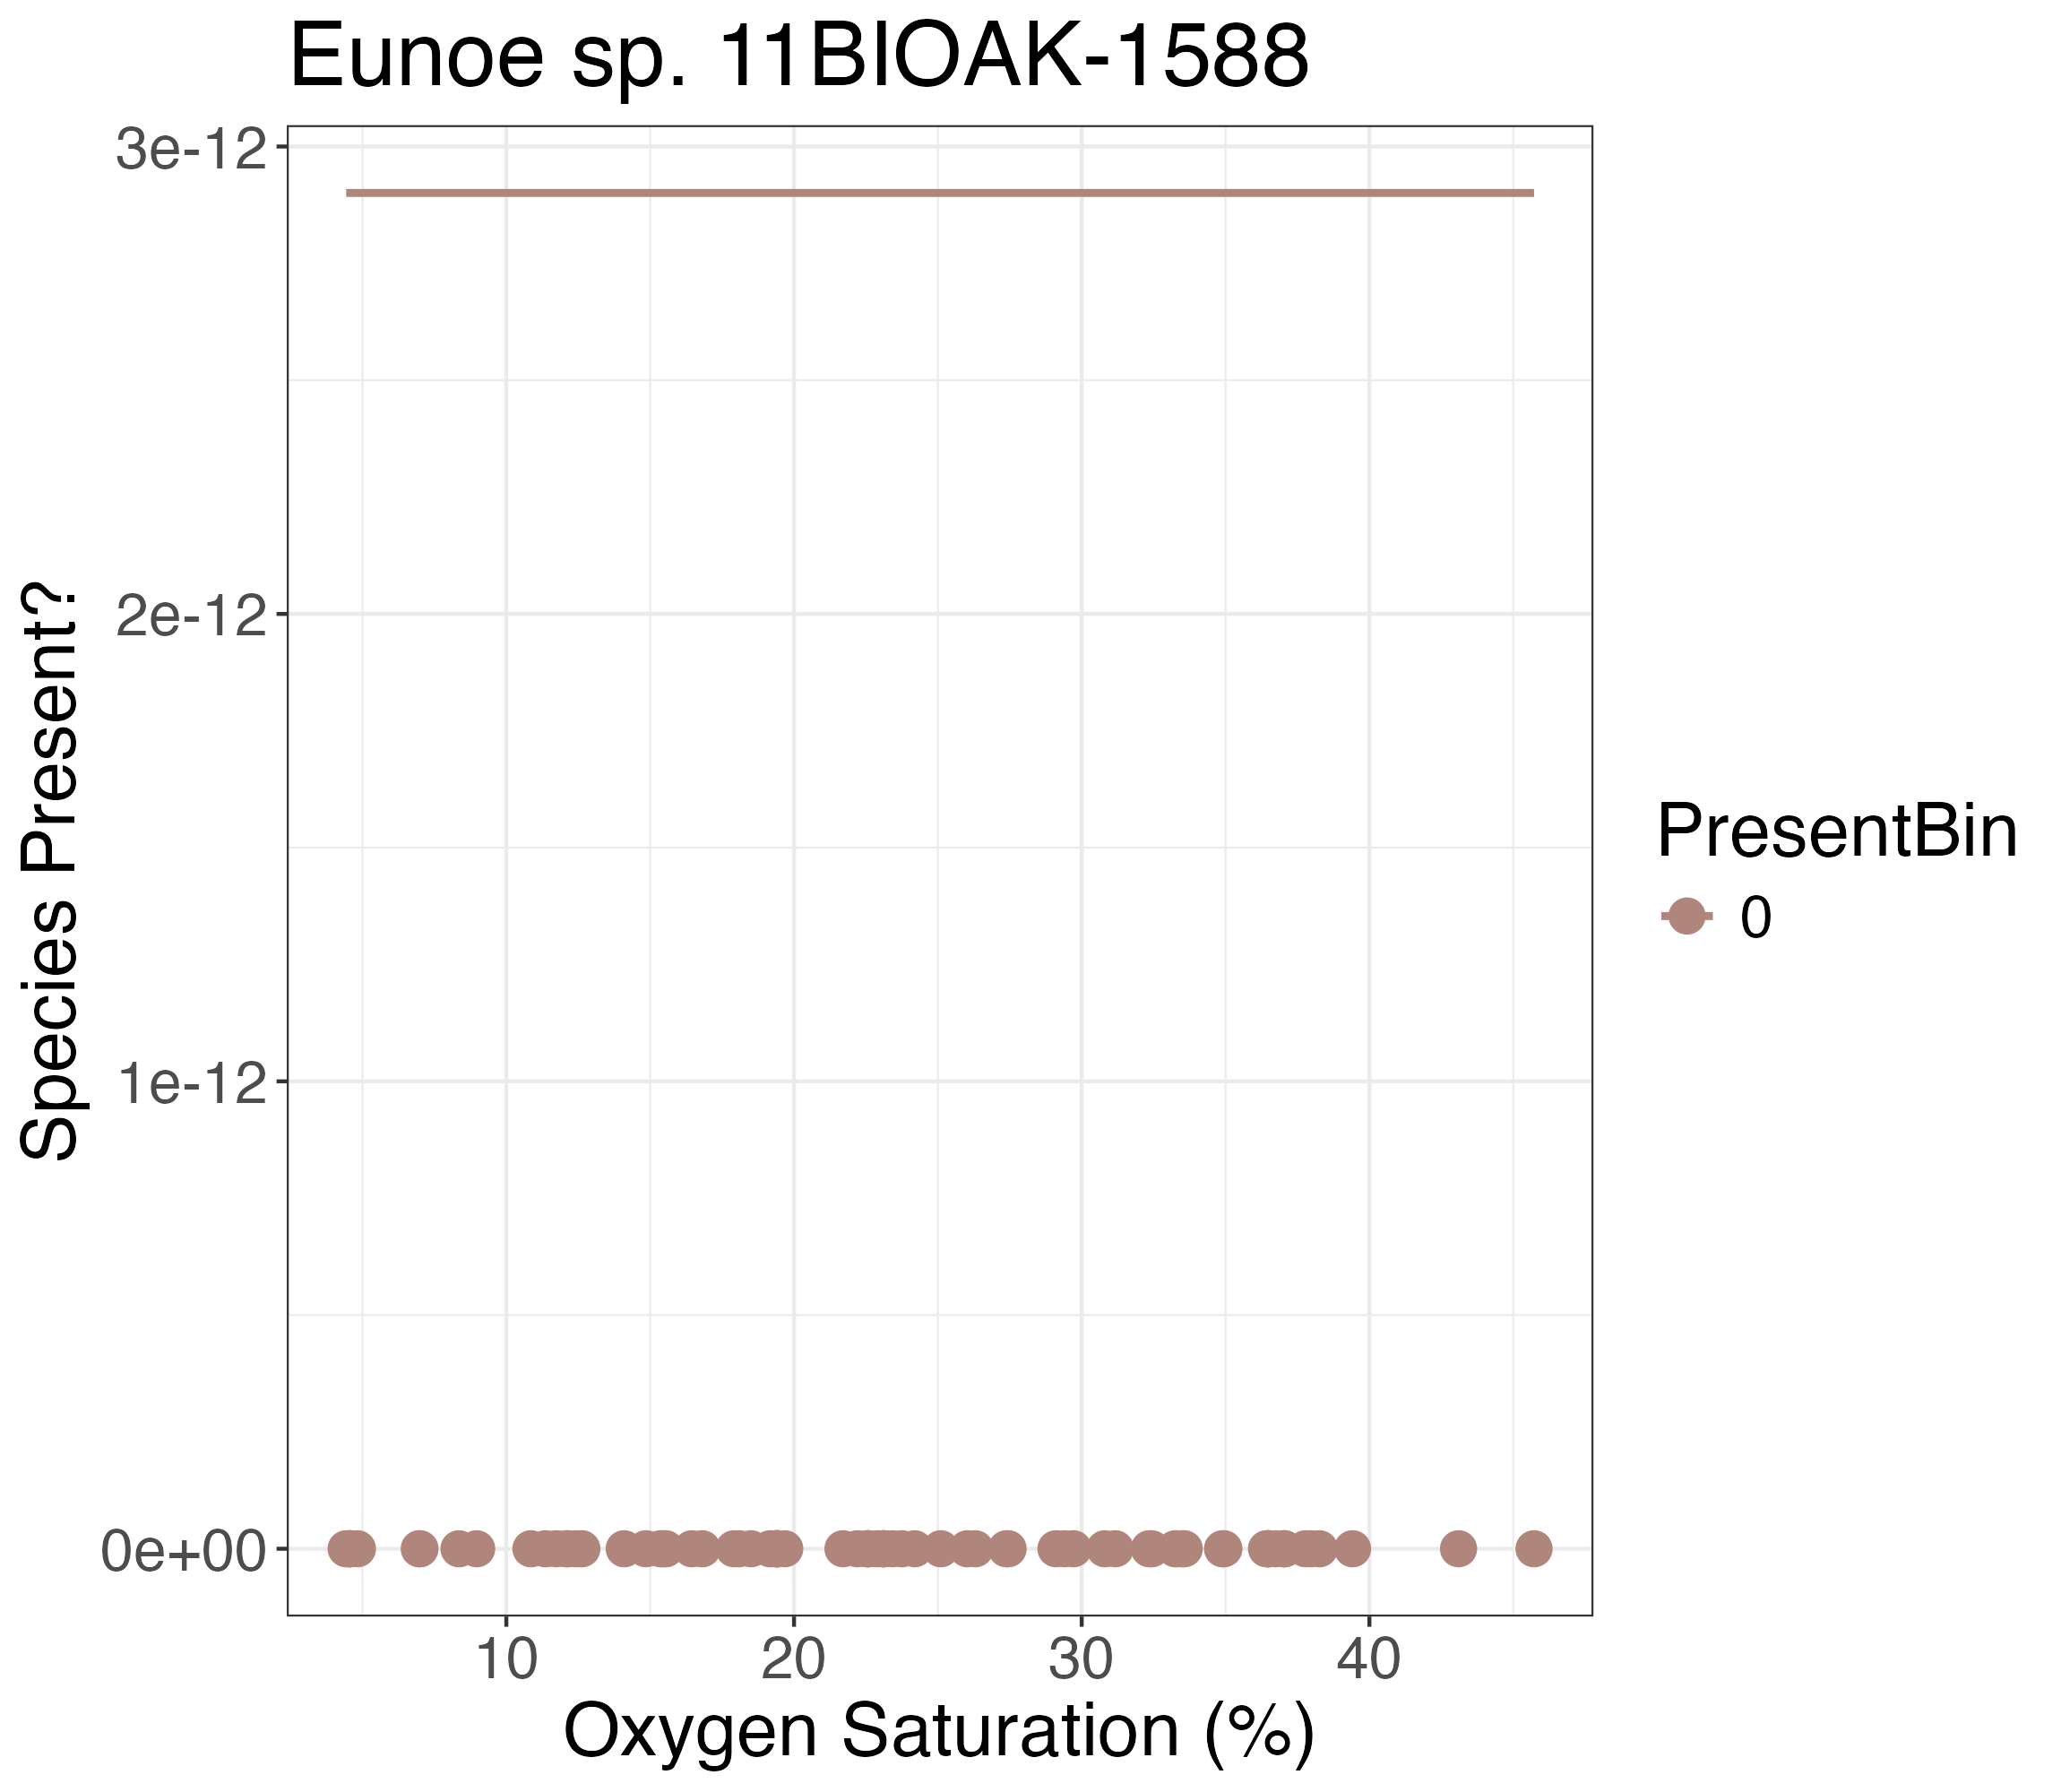 Eunoe sp. 11BIOAK-1588
3e-12
2e-12
1e-12
0e+00
Species Present?
10 20 30 40
Oxygen Saturation (%)
PresentBin
0